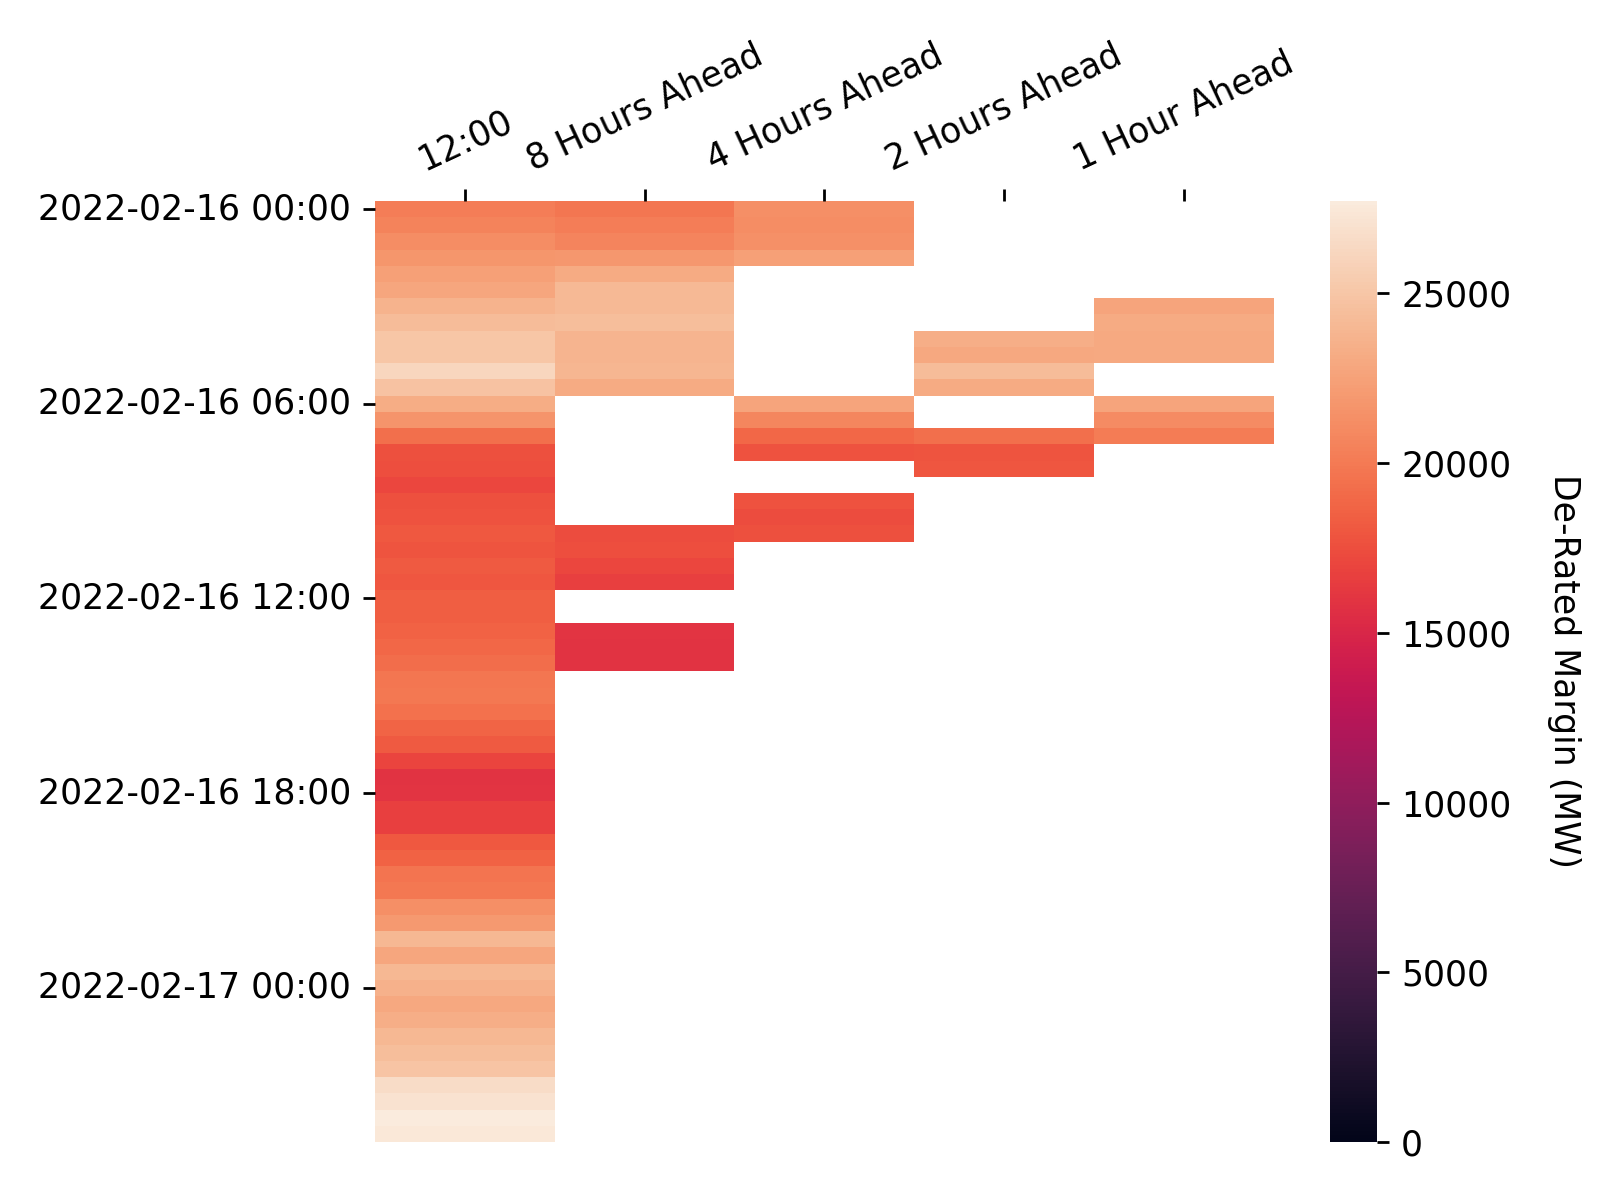 12:00
8 Hours Ahead
4 Hours Ahead
2 Hours Ahead
1 Hour Ahead
2022-02-16 00:00
2022-02-16 06:00
2022-02-16 12:00
2022-02-16 18:00
2022-02-17 00:00
25000
20000
15000
10000
5000
0
De-Rated Margin (MW)